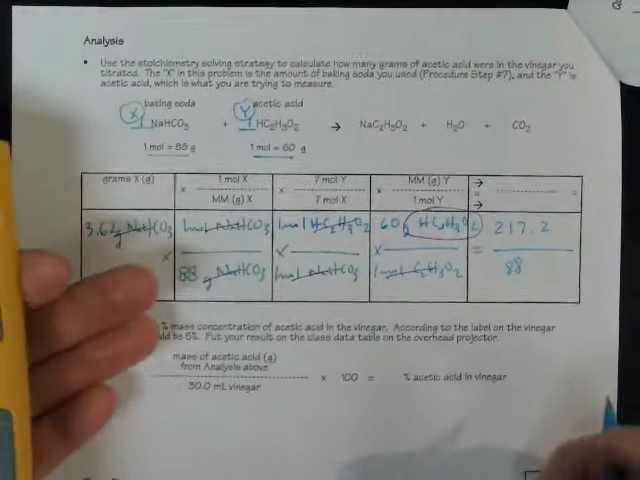 Analysis
• Use the stoichiometry solving strategy to calculate how many grams of acetic acid were in the vinegar you
titrated. The "X" in this problem is the amount of baking soda you used (Procedure Step #7), and the "Y" is
acetic acid, which is what you are trying to measure.
X baking soda Y acetic acid
1 NaHCO3 + 1 HC2H3O2 → NaC2H3O2 + H2O + CO2
1 mol = 88 g 1 mol = 60 g
grams X (g) x 1 mol X x ? mol Y x MM (g) Y → =
MM (g) X ? mol X 1 mol Y →
3.62 g NaHCO3 1 mol NaHCO3 1 mol HC2H3O2 60 g HC2H3O2 217.2
x x x =
88 g NaHCO3 1 mol NaHCO3 1 mol C2H3O2 88
% mass concentration of acetic acid in the vinegar. According to the label on the vinegar
be 5%. Put your result on the class data table on the overhead projector.
mass of acetic acid (g)
from Analysis above
x 100 = % acetic acid in vinegar
30.0 mL vinegar